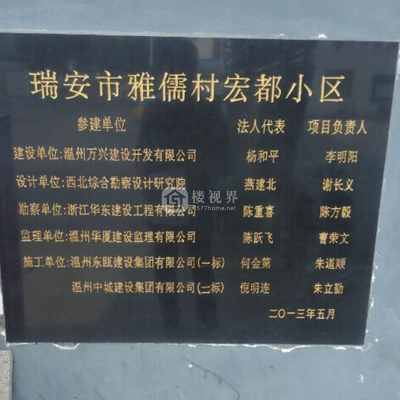 瑞安市雅儒村宏都小区
参建单位 法人代表 项目负责人
建设单位:温州万兴建设开发有限公司 杨和平 李明阳
设计单位:西北综合勘察设计研究院 燕建北 谢长义
勘察单位:浙江华东建设工程有限公司 陈重喜 陈方毅
楼视界
0577home.net
监理单位:温州华厦建设监理有限公司 陈跃飞 曹荣文
施工单位:温州东瓯建设集团有限公司(一标) 何金第 朱道顺
温州中城建设集团有限公司(二标) 倪明连 朱立勤
二〇一三年五月